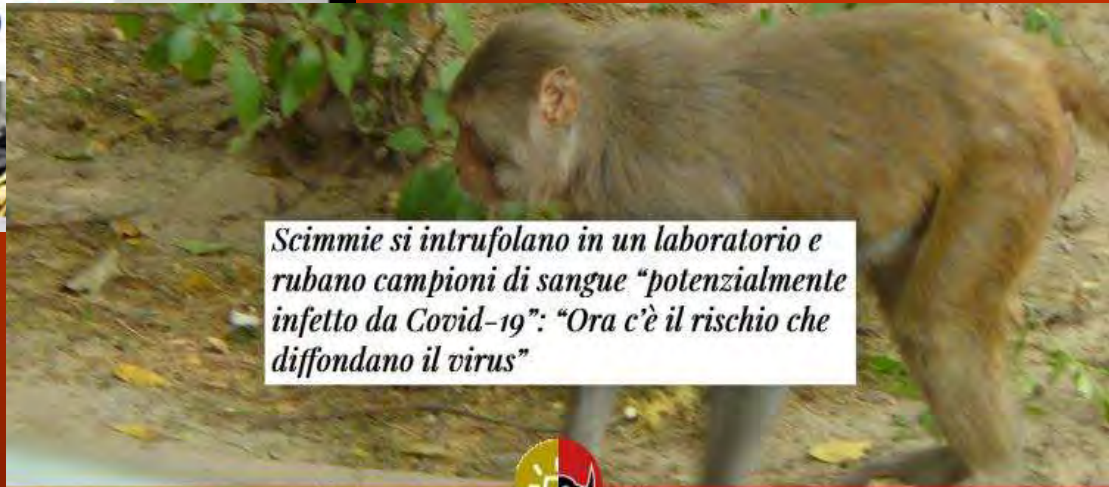 Scimmie si intrufolano in un laboratorio e
rubano campioni di sangue “potenzialmente
infetto da Covid-19”: “Ora c’è il rischio che
diffondano il virus”